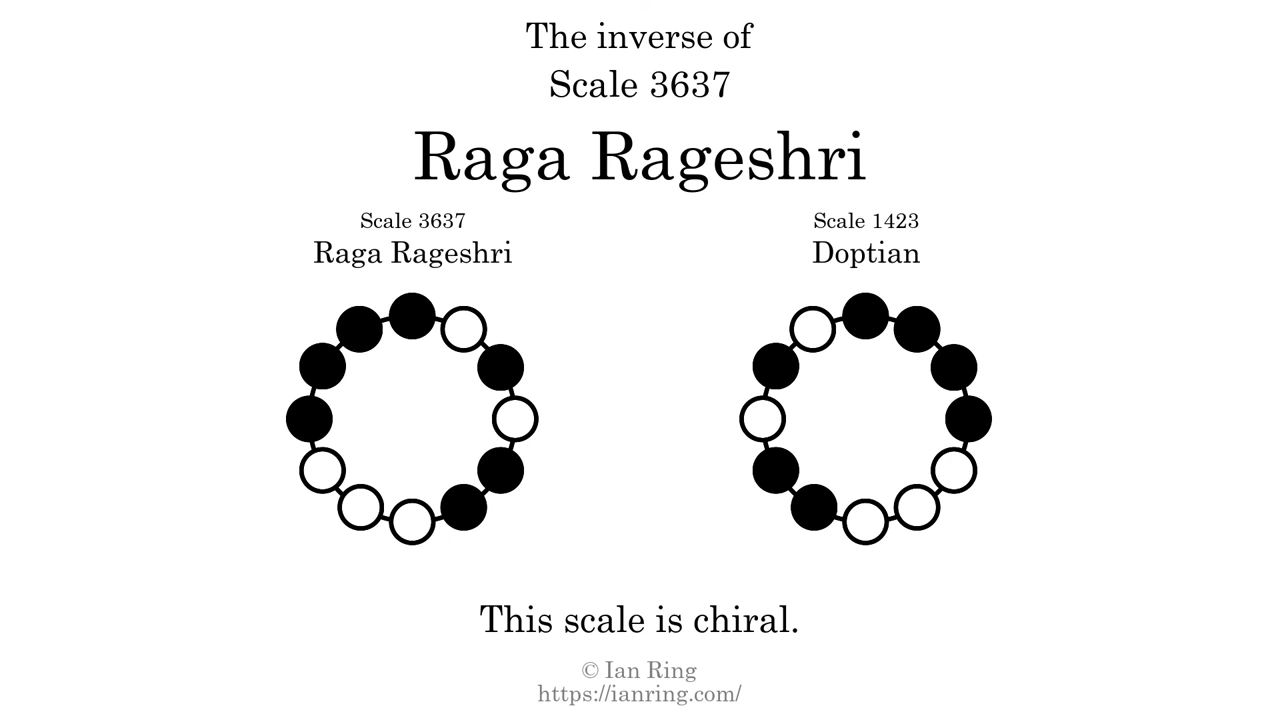 The inverse of
Scale 3637
Raga Rageshri
Scale 3637
Raga Rageshri
Scale 1423
Doptian
This scale is chiral.
© Ian Ring
https://ianring.com/